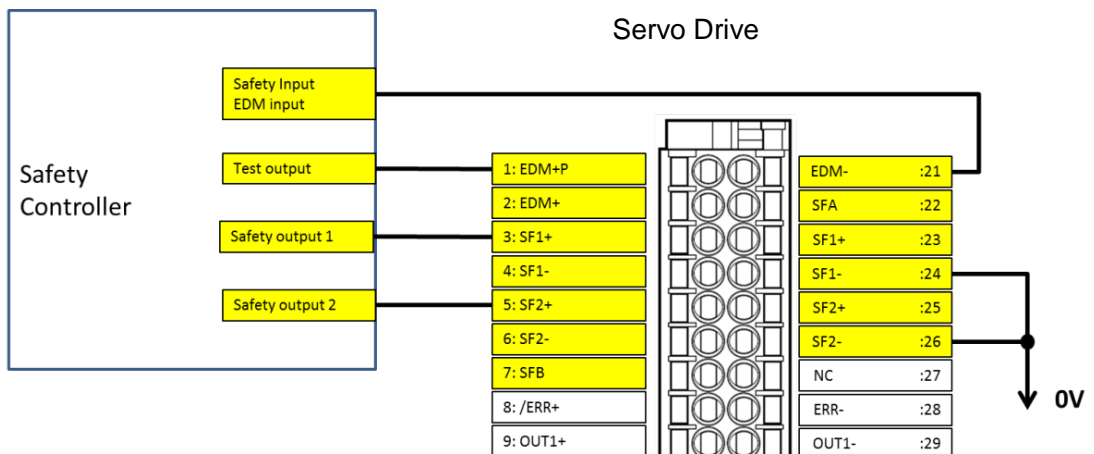 Servo Drive
Safety Input
EDM input
Safety
Controller
Test output
Safety output 1
Safety output 2
1: EDM+P
2: EDM+
3: SF1+
4: SF1-
5: SF2+
6: SF2-
7: SFB
8: /ERR+
9: OUT1+
EDM- :21
SFA :22
SF1+ :23
SF1- :24
SF2+ :25
SF2- :26
NC :27
ERR- :28
OUT1- :29
0V